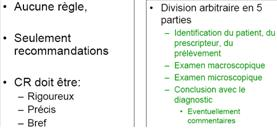 • Aucune règle,
• Seulement
recommandations
• CR doit être:
– Rigoureux
– Précis
– Bref
• Division arbitraire en 5
parties
– Identification du patient, du
prescripteur, du
prélèvement
– Examen macroscopique
– Examen microscopique
– Conclusion avec le
diagnostic
• Eventuellement
commentaires